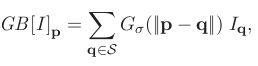 GB[I]_𝐩 = ∑_{𝐪∈𝒮} G_σ(‖𝐩 − 𝐪‖) I_𝐪,